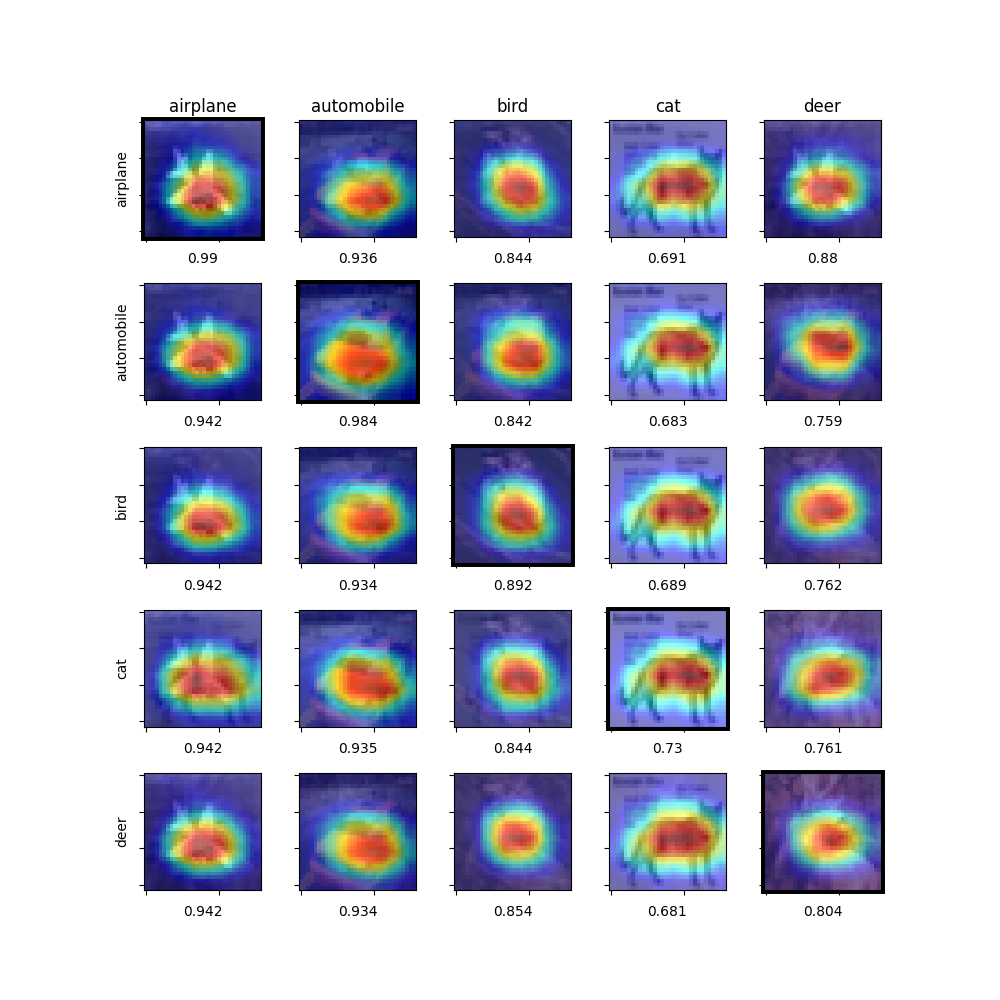 airplane automobile bird cat deer
airplane
0.99 0.936 0.844 0.691 0.88
automobile
0.942 0.984 0.842 0.683 0.759
bird
0.942 0.934 0.892 0.689 0.762
cat
0.942 0.935 0.844 0.73 0.761
deer
0.942 0.934 0.854 0.681 0.804